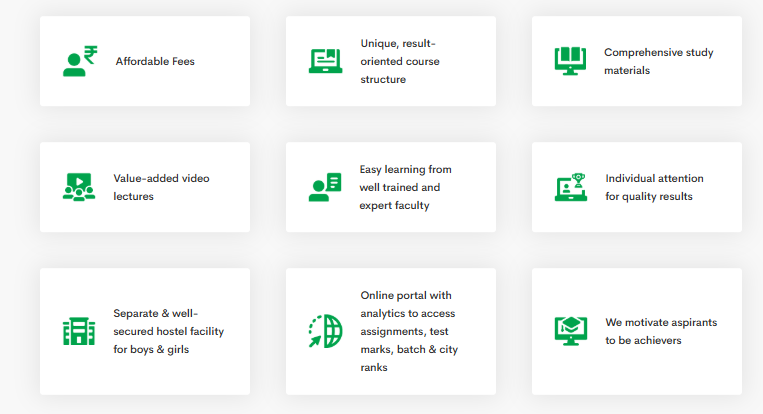 Affordable Fees
Unique, result-
oriented course
structure
Comprehensive study
materials
Value-added video
lectures
Easy learning from
well trained and
expert faculty
Individual attention
for quality results
Separate & well-
secured hostel facility
for boys & girls
Online portal with
analytics to access
assignments, test
marks, batch & city
ranks
We motivate aspirants
to be achievers